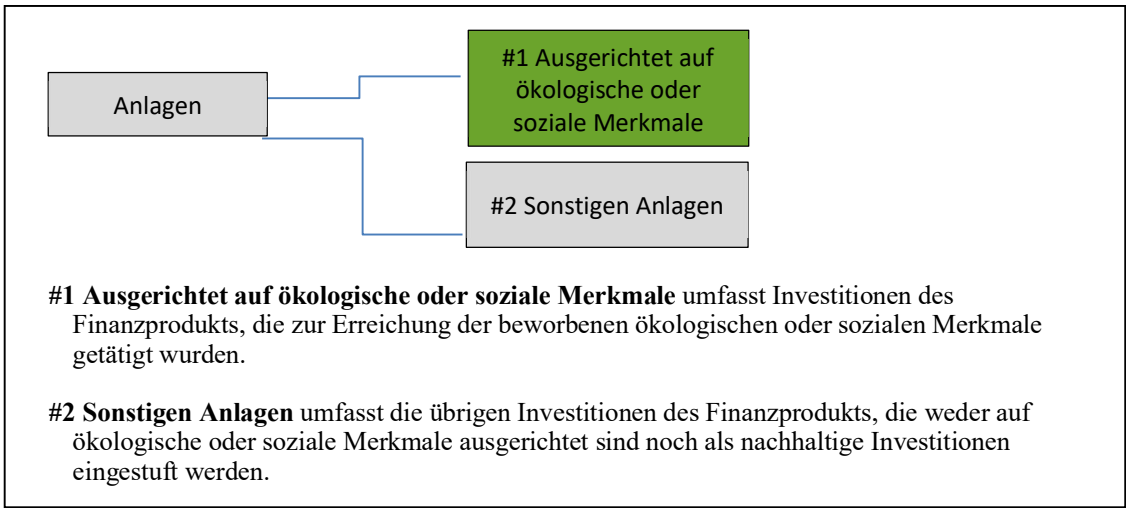 #1 Ausgerichtet auf
ökologische oder
soziale Merkmale
Anlagen
#2 Sonstigen Anlagen
#1 Ausgerichtet auf ökologische oder soziale Merkmale umfasst Investitionen des
Finanzprodukts, die zur Erreichung der beworbenen ökologischen oder sozialen Merkmale
getätigt wurden.
#2 Sonstigen Anlagen umfasst die übrigen Investitionen des Finanzprodukts, die weder auf
ökologische oder soziale Merkmale ausgerichtet sind noch als nachhaltige Investitionen
eingestuft werden.